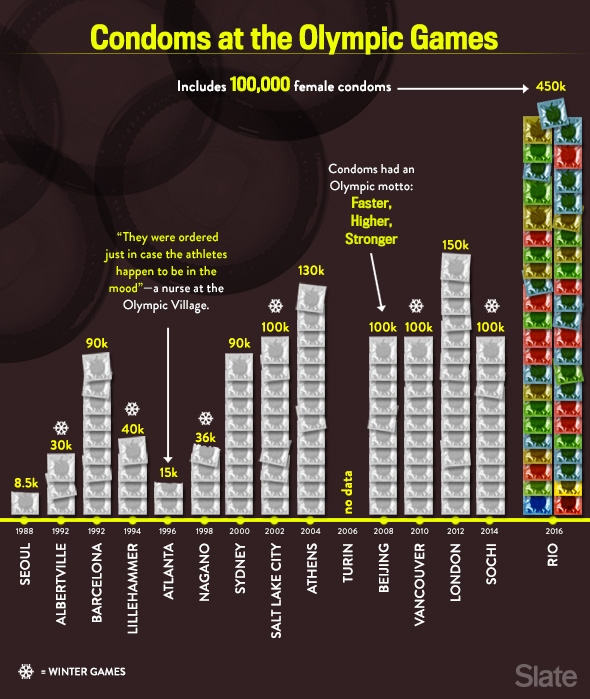 Condoms at the Olympic Games
Includes 100,000 female condoms
450k
Condoms had an
Olympic motto:
Faster,
Higher,
Stronger
"They were ordered
just in case the athletes
happen to be in the
mood"—a nurse at the
Olympic Village.
8.5k
30k
90k
40k
15k
36k
90k
100k
130k
no data
100k
100k
150k
100k
1988
1992
1992
1994
1996
1998
2000
2002
2004
2006
2008
2010
2012
2014
2016
SEOUL
ALBERTVILLE
BARCELONA
LILLEHAMMER
ATLANTA
NAGANO
SYDNEY
SALT LAKE CITY
ATHENS
TURIN
BEIJING
VANCOUVER
LONDON
SOCHI
RIO
= WINTER GAMES
Slate